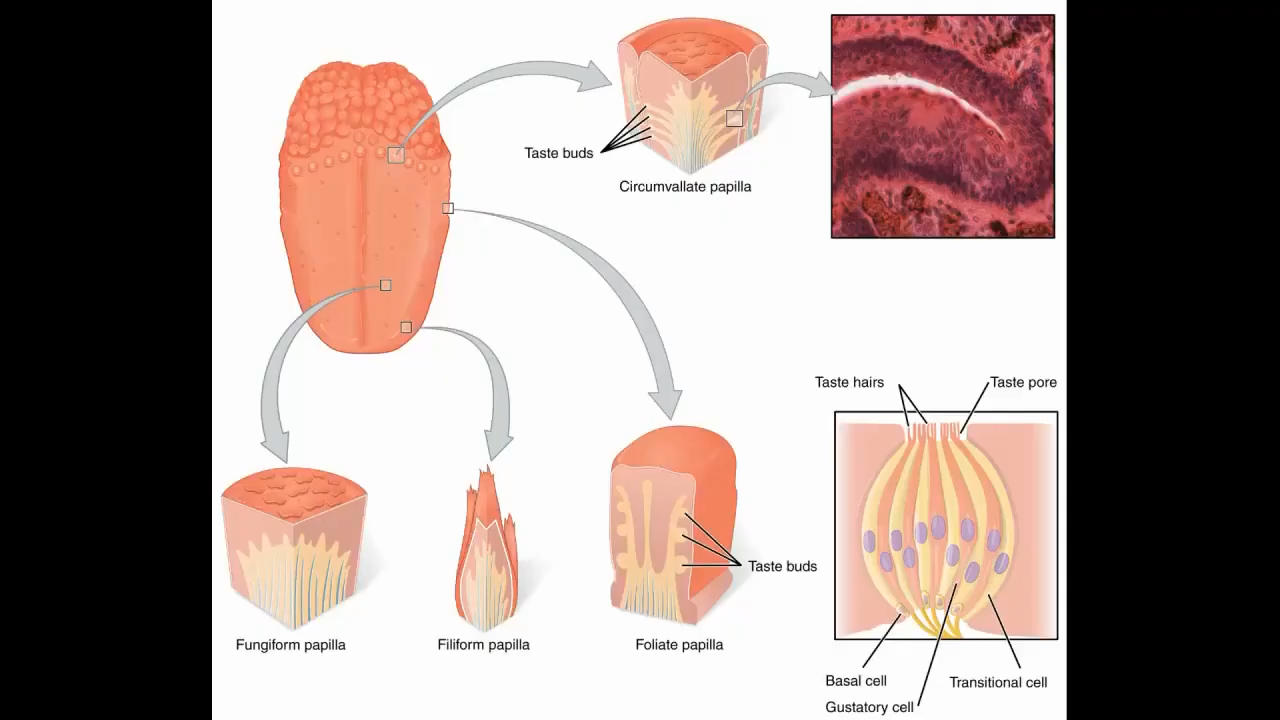 Taste buds
Circumvallate papilla
Taste hairs
Taste pore
Taste buds
Fungiform papilla
Filiform papilla
Foliate papilla
Basal cell
Transitional cell
Gustatory cell